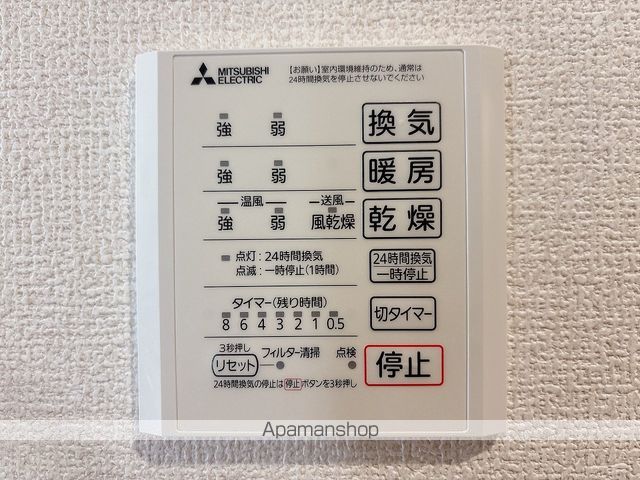 MITSUBISHI
ELECTRIC
【お願い】室内環境維持のため、通常は
24時間換気を停止させないでください
強 弱 換気
強 弱 暖房
温風 送風
強 弱 風乾燥 乾燥
点灯：24時間換気
点滅：一時停止(1時間)
24時間換気
一時停止
タイマー(残り時間)
8 6 4 3 2 1 0.5
切タイマー
3秒押し
リセット フィルター清掃 点検
停止
24時間換気の停止は停止ボタンを3秒押し
Apamanshop